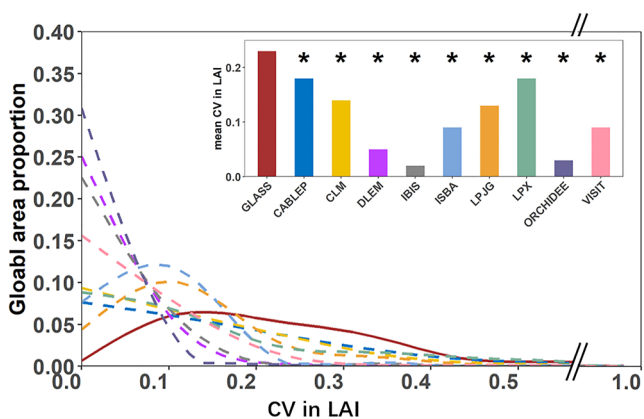 0.40
0.35
0.30
0.25
0.20
0.15
0.10
0.05
0.00
Gloabl area proportion
//
mean CV in LAI
0.2
0.1
0.0
* * * * * * * * *
GLASS CABLEP CLM DLEM IBIS ISBA LPJG LPX ORCHIDEE VISIT
//
0.0 0.1 0.2 0.3 0.4 0.5 1.0
CV in LAI